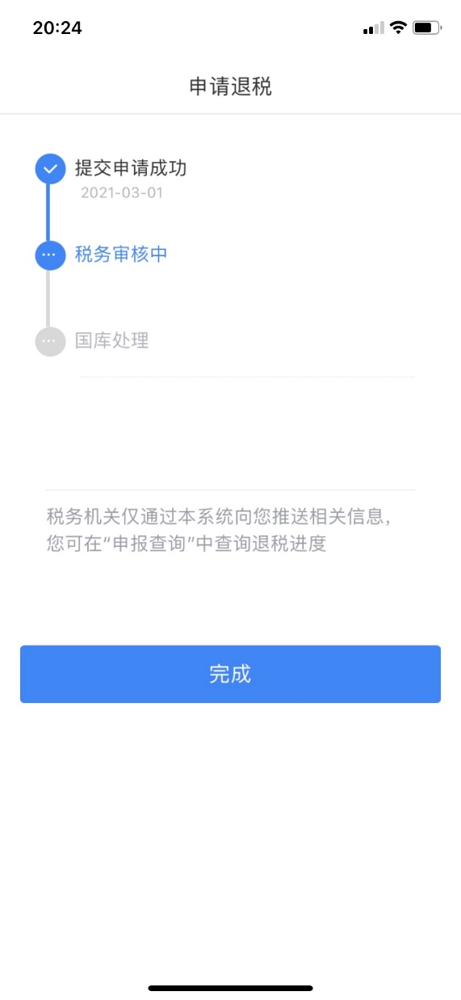 20:24
申请退税
提交申请成功
2021-03-01
税务审核中
国库处理
税务机关仅通过本系统向您推送相关信息，
您可在“申报查询”中查询退税进度
完成